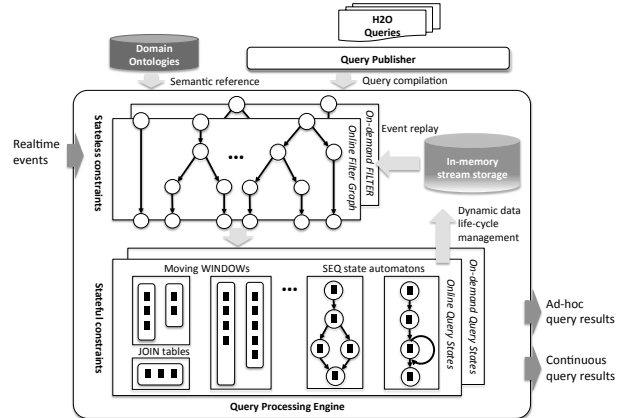 H2O
Queries
Domain
Ontologies
Query Publisher
Semantic reference
Query compilation
Realtime
events
Stateless constraints
On-demand FILTER
Online Filter Graph
...
Event replay
In-memory
stream storage
Dynamic data
life-cycle
management
Stateful constraints
Moving WINDOWs
...
SEQ state automatons
JOIN tables
Online Query States
On-demand Query States
Ad-hoc
query results
Continuous
query results
Query Processing Engine